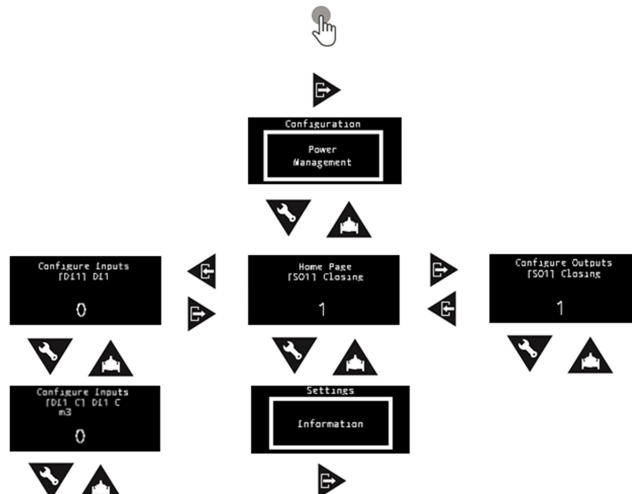 Configuration
Power
Management
Configure Inputs
[DI1] DI1
0
Home Page
[SO1] Closing
1
Configure Outputs
[SO1] Closing
1
Configure Inputs
[DI1 C] DI1 C
m3
0
Settings
Information